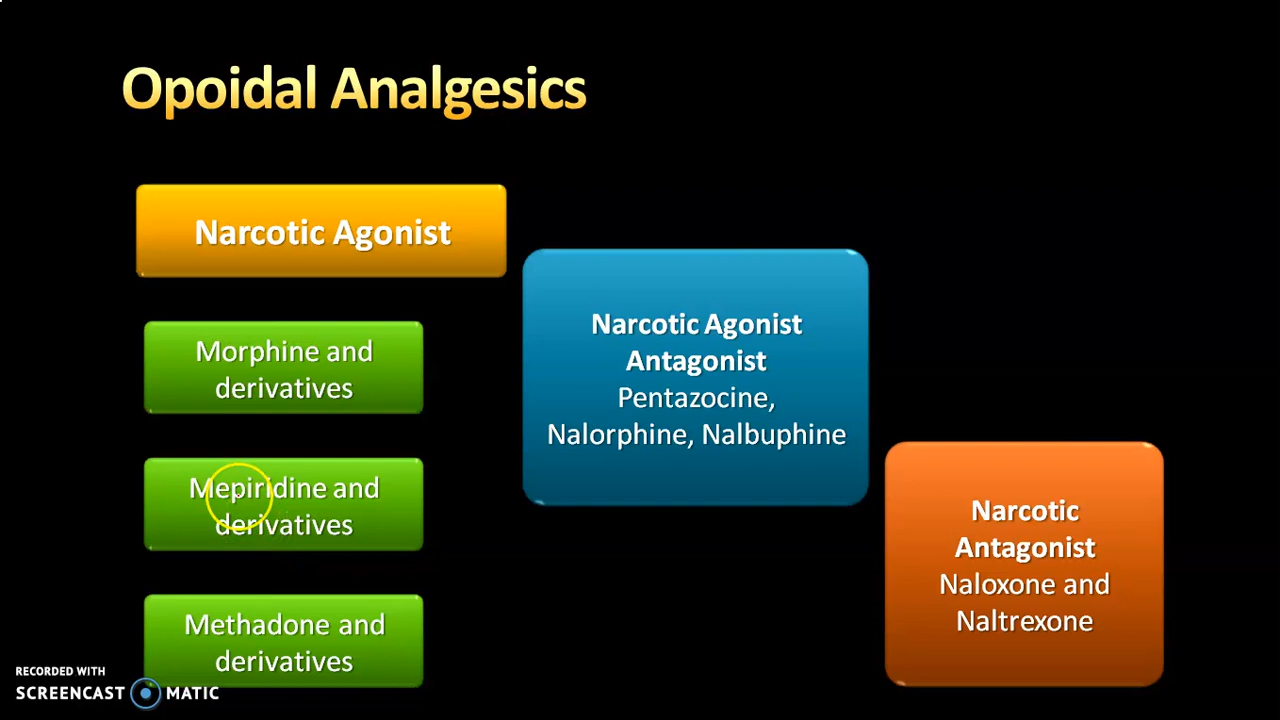 Opoidal Analgesics
Narcotic Agonist
Morphine and
derivatives
Mepiridine and
derivatives
Methadone and
derivatives
Narcotic Agonist
Antagonist
Pentazocine,
Nalorphine, Nalbuphine
Narcotic
Antagonist
Naloxone and
Naltrexone
RECORDED WITH
SCREENCAST MATIC